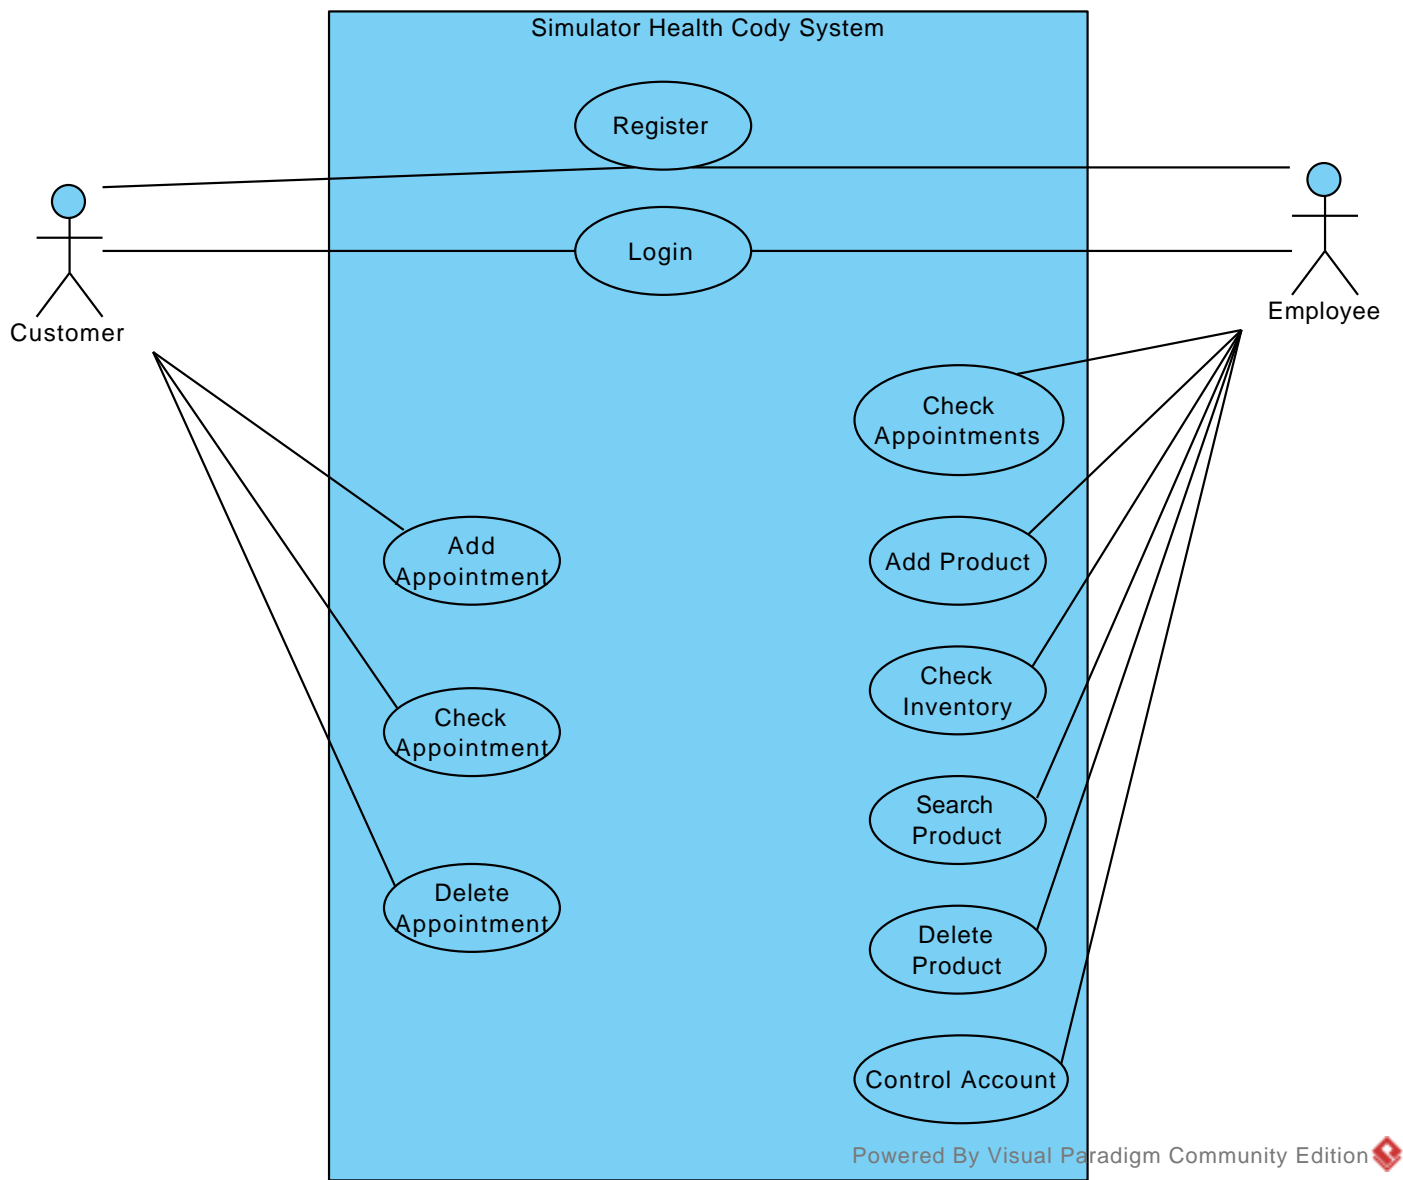 Simulator Health Cody System
Register
Login
Customer
Employee
Check
Appointments
Add
Appointment
Add Product
Check
Inventory
Check
Appointment
Search
Product
Delete
Appointment
Delete
Product
Control Account
Powered By Visual Paradigm Community Edition